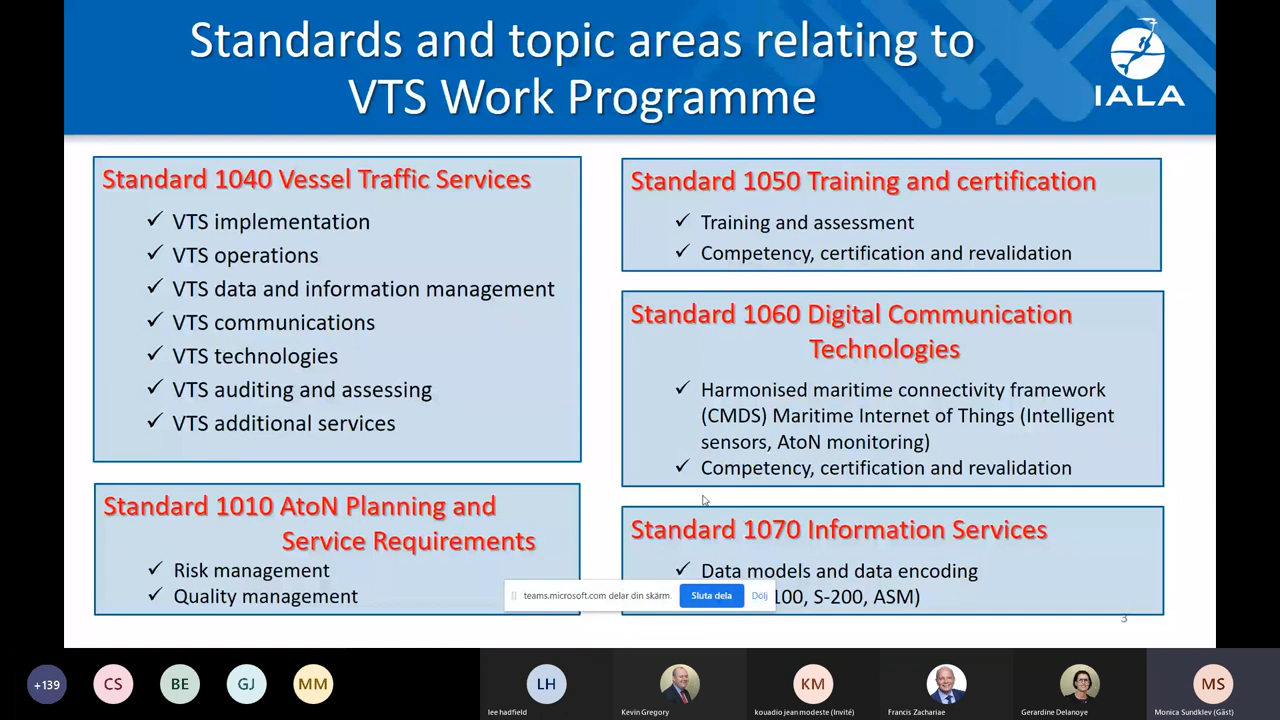 Standards and topic areas relating to
VTS Work Programme
IALA
Standard 1040 Vessel Traffic Services
✓ VTS implementation
✓ VTS operations
✓ VTS data and information management
✓ VTS communications
✓ VTS technologies
✓ VTS auditing and assessing
✓ VTS additional services
Standard 1010 AtoN Planning and
Service Requirements
✓ Risk management
✓ Quality management
Standard 1050 Training and certification
✓ Training and assessment
✓ Competency, certification and revalidation
Standard 1060 Digital Communication
Technologies
✓ Harmonised maritime connectivity framework
(CMDS) Maritime Internet of Things (Intelligent
sensors, AtoN monitoring)
✓ Competency, certification and revalidation
Standard 1070 Information Services
✓ Data models and data encoding
100, S-200, ASM)
teams.microsoft.com delar din skärm.
Sluta dela
Dölj
3
+139
CS
BE
GJ
MM
LH
lee hadfield
Kevin Gregory
KM
kouadio jean modeste (Invité)
Francis Zachariae
Gerardine Delanoye
MS
Monica Sundklev (Gäst)